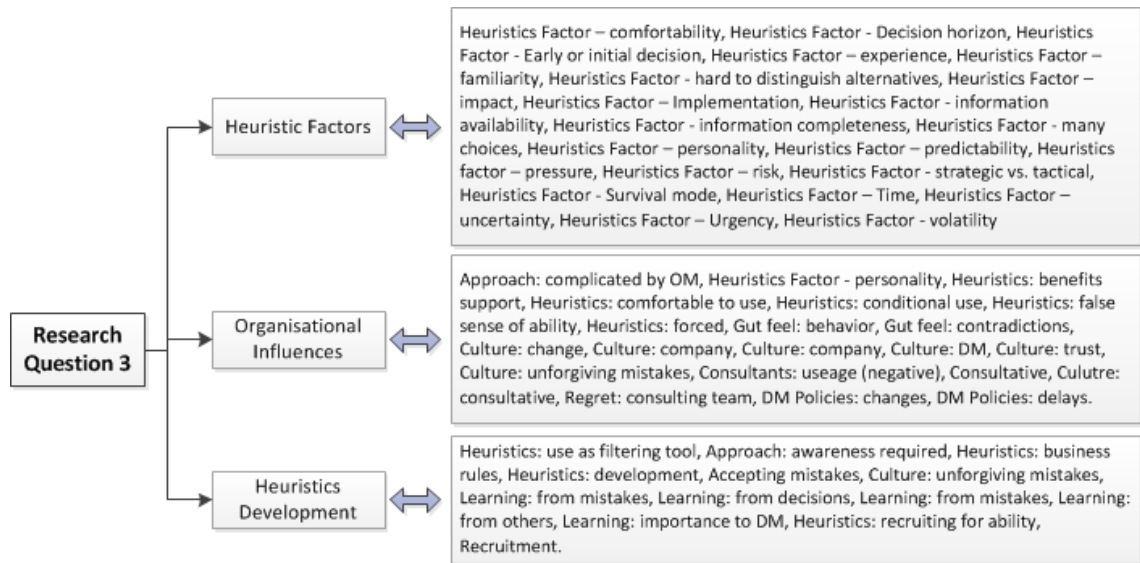 Research
Question 3
Heuristic Factors
Heuristics Factor – comfortability, Heuristics Factor - Decision horizon, Heuristics
Factor - Early or initial decision, Heuristics Factor – experience, Heuristics Factor –
familiarity, Heuristics Factor - hard to distinguish alternatives, Heuristics Factor –
impact, Heuristics Factor – Implementation, Heuristics Factor - information
availability, Heuristics Factor - information completeness, Heuristics Factor - many
choices, Heuristics Factor – personality, Heuristics Factor – predictability, Heuristics
factor – pressure, Heuristics Factor – risk, Heuristics Factor - strategic vs. tactical,
Heuristics Factor - Survival mode, Heuristics Factor – Time, Heuristics Factor –
uncertainty, Heuristics Factor – Urgency, Heuristics Factor - volatility
Organisational
Influences
Approach: complicated by OM, Heuristics Factor - personality, Heuristics: benefits
support, Heuristics: comfortable to use, Heuristics: conditional use, Heuristics: false
sense of ability, Heuristics: forced, Gut feel: behavior, Gut feel: contradictions,
Culture: change, Culture: company, Culture: company, Culture: DM, Culture: trust,
Culture: unforgiving mistakes, Consultants: useage (negative), Consultative, Culutre:
consultative, Regret: consulting team, DM Policies: changes, DM Policies: delays.
Heuristics
Development
Heuristics: use as filtering tool, Approach: awareness required, Heuristics: business
rules, Heuristics: development, Accepting mistakes, Culture: unforgiving mistakes,
Learning: from mistakes, Learning: from decisions, Learning: from mistakes, Learning:
from others, Learning: importance to DM, Heuristics: recruiting for ability,
Recruitment.